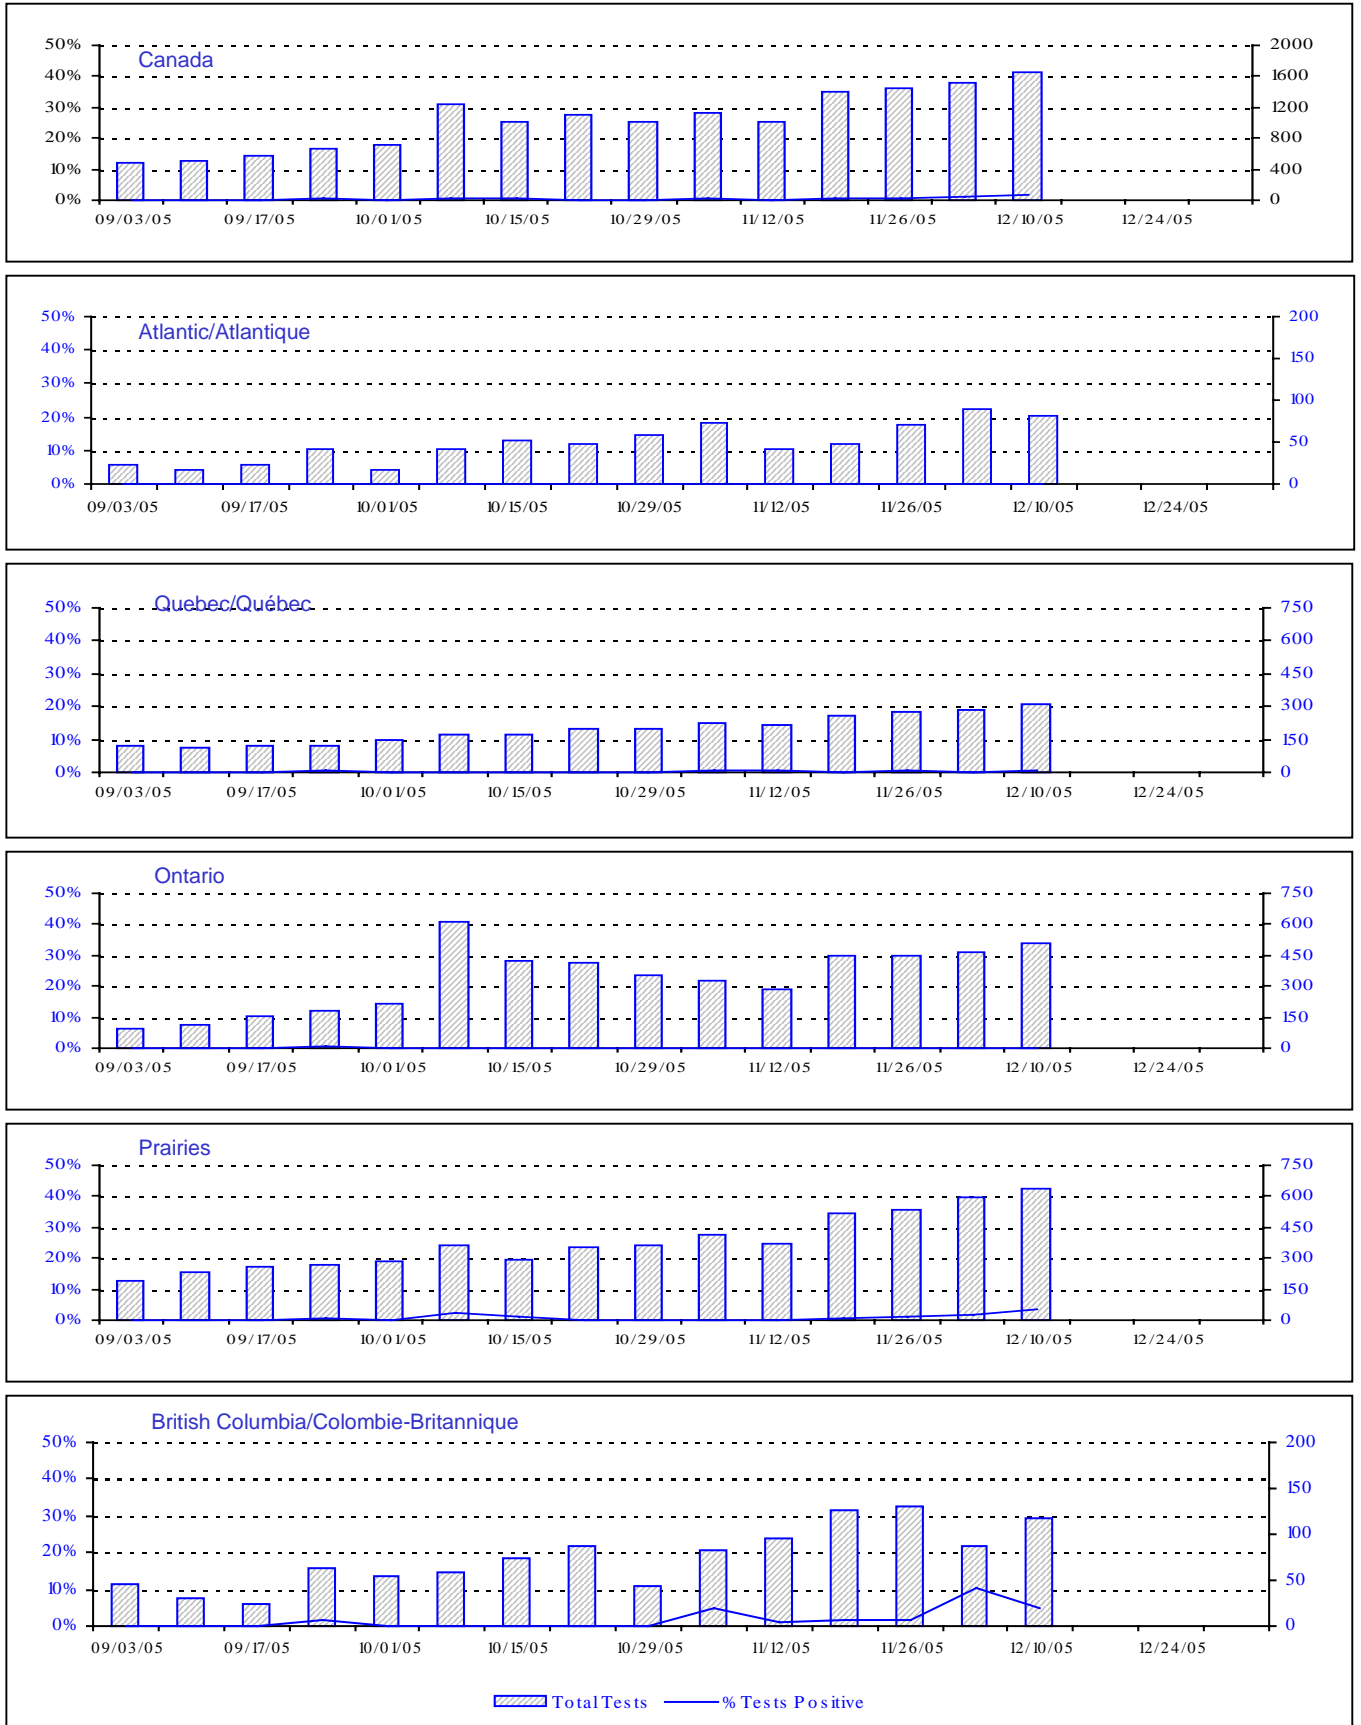 Canada
50% 2000
40% 1600
30% 1200
20% 800
10% 400
0% 0
09/03/05 09/17/05 10/01/05 10/15/05 10/29/05 11/12/05 11/26/05 12/10/05 12/24/05
Atlantic/Atlantique
50% 200
40% 150
30% 100
20% 50
10% 0
0%
09/03/05 09/17/05 10/01/05 10/15/05 10/29/05 11/12/05 11/26/05 12/10/05 12/24/05
Quebec/Québec
50% 750
40% 600
30% 450
20% 300
10% 150
0% 0
09/03/05 09/17/05 10/01/05 10/15/05 10/29/05 11/12/05 11/26/05 12/10/05 12/24/05
Ontario
50% 750
40% 600
30% 450
20% 300
10% 150
0% 0
09/03/05 09/17/05 10/01/05 10/15/05 10/29/05 11/12/05 11/26/05 12/10/05 12/24/05
Prairies
50% 750
40% 600
30% 450
20% 300
10% 150
0% 0
09/03/05 09/17/05 10/01/05 10/15/05 10/29/05 11/12/05 11/26/05 12/10/05 12/24/05
British Columbia/Colombie-Britannique
50% 200
40% 150
30% 100
20% 50
10% 0
0%
09/03/05 09/17/05 10/01/05 10/15/05 10/29/05 11/12/05 11/26/05 12/10/05 12/24/05
Total Tests % Tests Positive